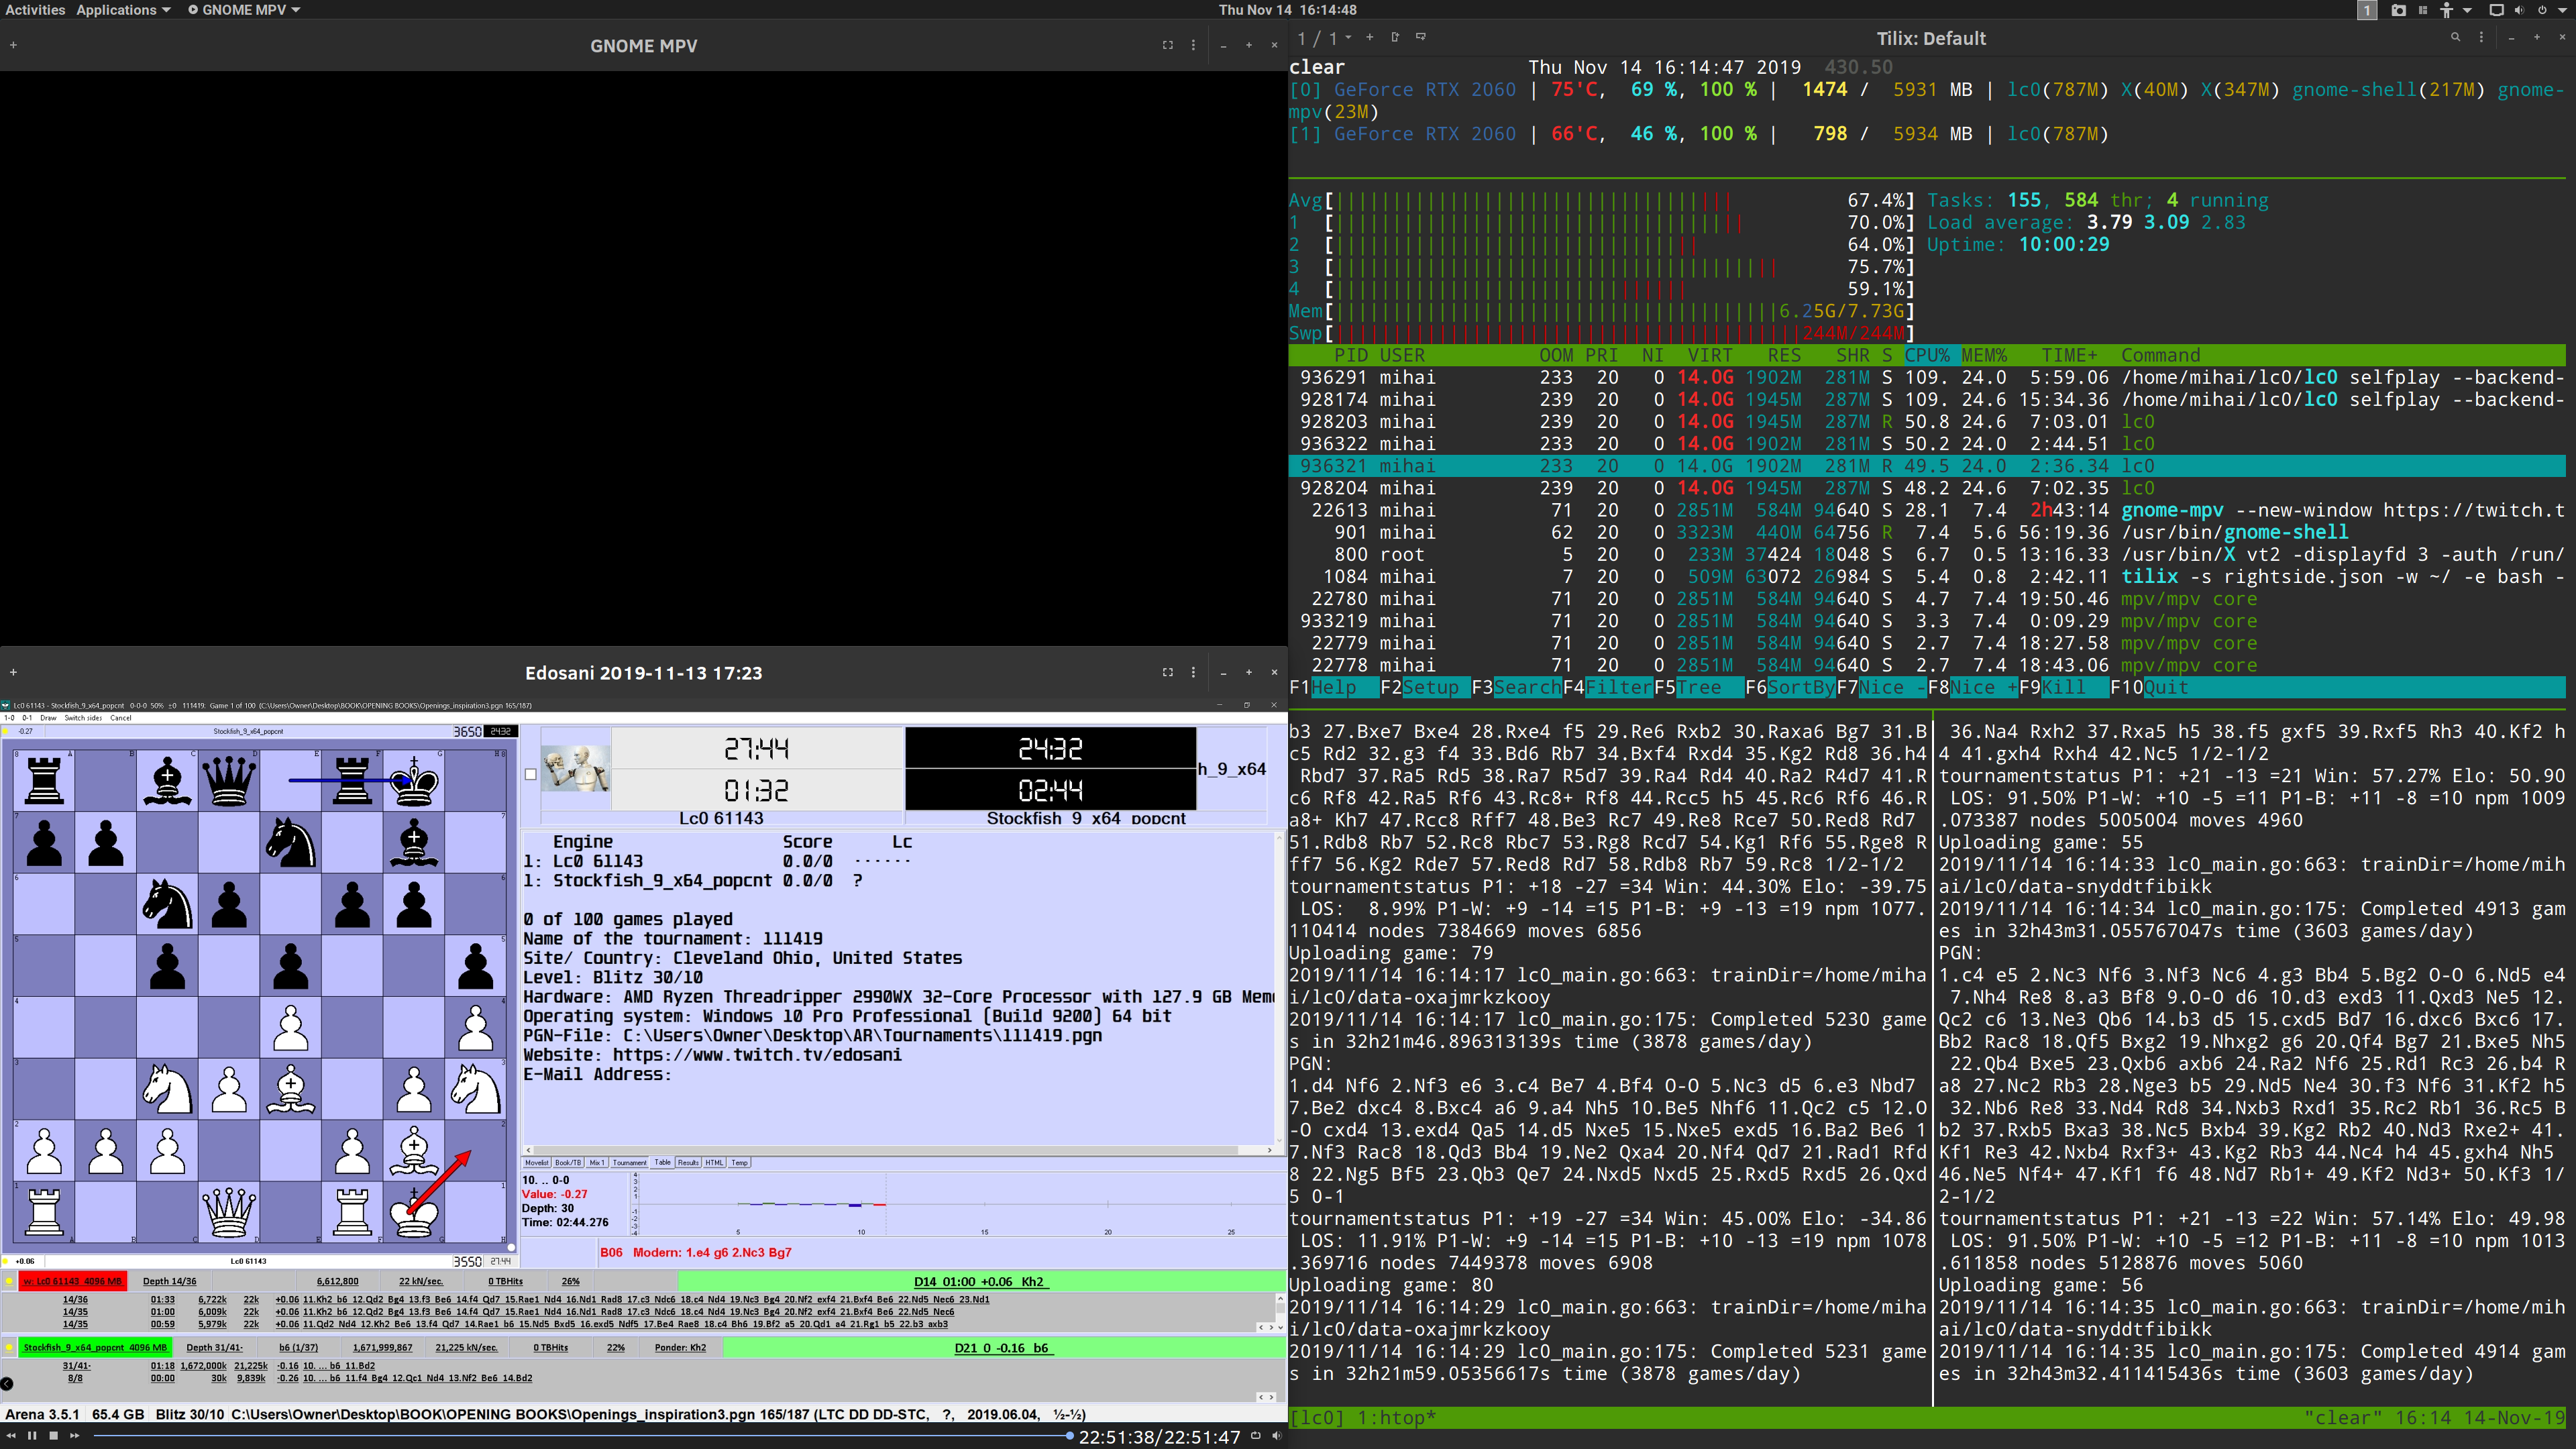 Activities Applications GNOME MPV Thu Nov 14 16:14:48 1
GNOME MPV
1 / 1 Tilix: Default
clear Thu Nov 14 16:14:47 2019 430.50
[0] GeForce RTX 2060 | 75'C, 69 %, 100 % | 1474 / 5931 MB | lc0(787M) X(40M) X(347M) gnome-shell(217M) gnome-
mpv(23M)
[1] GeForce RTX 2060 | 66'C, 46 %, 100 % | 798 / 5934 MB | lc0(787M)
Avg[ 67.4%] Tasks: 155, 584 thr; 4 running
1 [ 70.0%] Load average: 3.79 3.09 2.83
2 [ 64.0%] Uptime: 10:00:29
3 [ 75.7%]
4 [ 59.1%]
Mem[ 6.25G/7.73G]
Swp[ 244M/244M]
PID USER OOM PRI NI VIRT RES SHR S CPU% MEM% TIME+ Command
936291 mihai 233 20 0 14.0G 1902M 281M S 109. 24.0 5:59.06 /home/mihai/lc0/lc0 selfplay --backend-
928174 mihai 239 20 0 14.0G 1945M 287M S 109. 24.6 15:34.36 /home/mihai/lc0/lc0 selfplay --backend-
928203 mihai 239 20 0 14.0G 1945M 287M R 50.8 24.6 7:03.01 lc0
936322 mihai 233 20 0 14.0G 1902M 281M S 50.2 24.0 2:44.51 lc0
936321 mihai 233 20 0 14.0G 1902M 281M R 49.5 24.0 2:36.34 lc0
928204 mihai 239 20 0 14.0G 1945M 287M S 48.2 24.6 7:02.35 lc0
22613 mihai 71 20 0 2851M 584M 94640 S 28.1 7.4 2h43:14 gnome-mpv --new-window https://twitch.t
901 mihai 62 20 0 3323M 440M 64756 R 7.4 5.6 56:19.36 /usr/bin/gnome-shell
800 root 5 20 0 233M 37424 18048 S 6.7 0.5 13:16.33 /usr/bin/X vt2 -displayfd 3 -auth /run/
1084 mihai 7 20 0 509M 63072 26984 S 5.4 0.8 2:42.11 tilix -s rightside.json -w ~/ -e bash -
22780 mihai 71 20 0 2851M 584M 94640 S 4.7 7.4 19:50.46 mpv/mpv core
933219 mihai 71 20 0 2851M 584M 94640 S 3.3 7.4 0:09.29 mpv/mpv core
22779 mihai 71 20 0 2851M 584M 94640 S 2.7 7.4 18:27.58 mpv/mpv core
22778 mihai 71 20 0 2851M 584M 94640 S 2.7 7.4 18:43.06 mpv/mpv core
F1Help F2Setup F3SearchF4FilterF5Tree F6SortByF7Nice -F8Nice +F9Kill F10Quit
b3 27.Bxe7 Bxe4 28.Rxe4 f5 29.Re6 Rxb2 30.Raxa6 Bg7 31.B
c5 Rd2 32.g3 f4 33.Bd6 Rb7 34.Bxf4 Rxd4 35.Kg2 Rd8 36.h4
Rbd7 37.Ra5 Rd5 38.Ra7 R5d7 39.Ra4 Rd4 40.Ra2 R4d7 41.R
c6 Rf8 42.Ra5 Rf6 43.Rc8+ Rf8 44.Rcc5 h5 45.Rc6 Rf6 46.R
a8+ Kh7 47.Rcc8 Rff7 48.Be3 Rc7 49.Re8 Rce7 50.Red8 Rd7
51.Rdb8 Rb7 52.Rc8 Rbc7 53.Rg8 Rcd7 54.Kg1 Rf6 55.Rge8 R
ff7 56.Kg2 Rde7 57.Red8 Rd7 58.Rdb8 Rb7 59.Rc8 1/2-1/2
tournamentstatus P1: +18 -27 =34 Win: 44.30% Elo: -39.75
LOS: 8.99% P1-W: +9 -14 =15 P1-B: +9 -13 =19 npm 1077.
110414 nodes 7384669 moves 6856
Uploading game: 79
2019/11/14 16:14:17 lc0_main.go:663: trainDir=/home/miha
i/lc0/data-oxajmrkzkooy
2019/11/14 16:14:17 lc0_main.go:175: Completed 5230 game
s in 32h21m46.896313139s time (3878 games/day)
PGN:
1.d4 Nf6 2.Nf3 e6 3.c4 Be7 4.Bf4 O-O 5.Nc3 d5 6.e3 Nbd7
7.Be2 dxc4 8.Bxc4 a6 9.a4 Nh5 10.Be5 Nhf6 11.Qc2 c5 12.O
-O cxd4 13.exd4 Qa5 14.d5 Nxe5 15.Nxe5 exd5 16.Ba2 Be6 1
7.Nf3 Rac8 18.Qd3 Bb4 19.Ne2 Qxa4 20.Nf4 Qd7 21.Rad1 Rfd
8 22.Ng5 Bf5 23.Qb3 Qe7 24.Nxd5 Nxd5 25.Rxd5 Rxd5 26.Qxd
5 0-1
tournamentstatus P1: +19 -27 =34 Win: 45.00% Elo: -34.86
LOS: 11.91% P1-W: +9 -14 =15 P1-B: +10 -13 =19 npm 1078
.369716 nodes 7449378 moves 6908
Uploading game: 80
2019/11/14 16:14:29 lc0_main.go:663: trainDir=/home/miha
i/lc0/data-oxajmrkzkooy
2019/11/14 16:14:29 lc0_main.go:175: Completed 5231 game
s in 32h21m59.05356617s time (3878 games/day)
36.Na4 Rxh2 37.Rxa5 h5 38.f5 gxf5 39.Rxf5 Rh3 40.Kf2 h
4 41.gxh4 Rxh4 42.Nc5 1/2-1/2
tournamentstatus P1: +21 -13 =21 Win: 57.27% Elo: 50.90
LOS: 91.50% P1-W: +10 -5 =11 P1-B: +11 -8 =10 npm 1009
.073387 nodes 5005004 moves 4960
Uploading game: 55
2019/11/14 16:14:33 lc0_main.go:663: trainDir=/home/mih
ai/lc0/data-snyddtfibikk
2019/11/14 16:14:34 lc0_main.go:175: Completed 4913 gam
es in 32h43m31.055767047s time (3603 games/day)
PGN:
1.c4 e5 2.Nc3 Nf6 3.Nf3 Nc6 4.g3 Bb4 5.Bg2 O-O 6.Nd5 e4
7.Nh4 Re8 8.a3 Bf8 9.O-O d6 10.d3 exd3 11.Qxd3 Ne5 12.
Qc2 c6 13.Ne3 Qb6 14.b3 d5 15.cxd5 Bd7 16.dxc6 Bxc6 17.
Bb2 Rac8 18.Qf5 Bxg2 19.Nhxg2 g6 20.Qf4 Bg7 21.Bxe5 Nh5
22.Qb4 Bxe5 23.Qxb6 axb6 24.Ra2 Nf6 25.Rd1 Rc3 26.b4 R
a8 27.Nc2 Rb3 28.Nge3 b5 29.Nd5 Ne4 30.f3 Nf6 31.Kf2 h5
32.Nb6 Re8 33.Nd4 Rd8 34.Nxb3 Rxd1 35.Rc2 Rb1 36.Rc5 B
b2 37.Rxb5 Bxa3 38.Nc5 Bxb4 39.Kg2 Rb2 40.Nd3 Rxe2+ 41.
Kf1 Re3 42.Nxb4 Rxf3+ 43.Kg2 Rb3 44.Nc4 h4 45.gxh4 Nh5
46.Ne5 Nf4+ 47.Kf1 f6 48.Nd7 Rb1+ 49.Kf2 Nd3+ 50.Kf3 1/
2-1/2
tournamentstatus P1: +21 -13 =22 Win: 57.14% Elo: 49.98
LOS: 91.50% P1-W: +10 -5 =12 P1-B: +11 -8 =10 npm 1013
.611858 nodes 5128876 moves 5060
Uploading game: 56
2019/11/14 16:14:35 lc0_main.go:663: trainDir=/home/mih
ai/lc0/data-snyddtfibikk
2019/11/14 16:14:35 lc0_main.go:175: Completed 4914 gam
es in 32h43m32.411415436s time (3603 games/day)
[lc0] 1:htop* "clear" 16:14 14-Nov-19
Edosani 2019-11-13 17:23
Lc0 61143 - Stockfish_9_x64_popcnt 0-0-0 50% ±0 111419: Game 1 of 100 (C:\Users\Owner\Desktop\BOOK\OPENING BOOKS\Openings_inspiration3.pgn 165/187)
1-0 0-1 Draw Switch sides Cancel
-0.27 Stockfish_9_x64_popcnt 3650 24:32
27:44 24:32 h_9_x64
01:32 02:44
Lc0 61143 Stockfish_9_x64_popcnt
Engine Score Lc
1: Lc0 61143 0.0/0 ······
1: Stockfish_9_x64_popcnt 0.0/0 ?
0 of 100 games played
Name of the tournament: 111419
Site/ Country: Cleveland Ohio, United States
Level: Blitz 30/10
Hardware: AMD Ryzen Threadripper 2990WX 32-Core Processor with 127.9 GB Mem
Operating system: Windows 10 Pro Professional (Build 9200) 64 bit
PGN-File: C:\Users\Owner\Desktop\AR\Tournaments\111419.pgn
Website: https://www.twitch.tv/edosani
E-Mail Address:
Movelist Book/TB Mix 1 Tournament Table Results HTML Temp
10. .. 0-0
Value: -0.27
Depth: 30
Time: 02:44.276
5 10 15 20 25
B06 Modern: 1.e4 g6 2.Nc3 Bg7
+0.06 Lc0 61143 3550 27:44
w: Lc0 61143 4096 MB Depth 14/36 6,612,800 22 kN/sec. 0 TBHits 26% D14 01:00 +0.06 Kh2
14/36 01:33 6,722k 22k +0.06 11.Kh2 b6 12.Qd2 Bg4 13.f3 Be6 14.f4 Qd7 15.Rae1 Nd4 16.Nd1 Rad8 17.c3 Ndc6 18.c4 Nd4 19.Nc3 Bg4 20.Nf2 exf4 21.Bxf4 Be6 22.Nd5 Nec6 23.Nd1
14/35 01:00 6,009k 22k +0.06 11.Kh2 b6 12.Qd2 Bg4 13.f3 Be6 14.f4 Qd7 15.Rae1 Nd4 16.Nd1 Rad8 17.c3 Ndc6 18.c4 Nd4 19.Nc3 Bg4 20.Nf2 exf4 21.Bxf4 Be6 22.Nd5 Nec6
14/35 00:59 5,979k 22k +0.06 11.Qd2 Nd4 12.Kh2 Be6 13.f4 Qd7 14.Rae1 b6 15.Nd5 Bxd5 16.exd5 Ndf5 17.Be4 Rae8 18.c4 Bh6 19.Bf2 a5 20.Qd1 a4 21.Rg1 b5 22.b3 axb3
Stockfish_9_x64_popcnt 4096 MB Depth 31/41- b6 (1/37) 1,671,999,867 21,225 kN/sec. 0 TBHits 22% Ponder: Kh2 D21 0 -0.16 b6
31/41- 01:18 1,672,000k 21,225k -0.16 10. ... b6 11.Bd2
8/8 00:00 30k 9,839k -0.26 10. ... b6 11.f4 Bg4 12.Qc1 Nd4 13.Nf2 Be6 14.Bd2
Arena 3.5.1 65.4 GB Blitz 30/10 C:\Users\Owner\Desktop\BOOK\OPENING BOOKS\Openings_inspiration3.pgn 165/187 (LTC DD DD-STC, ?, 2019.06.04, ½-½)
22:51:38/22:51:47